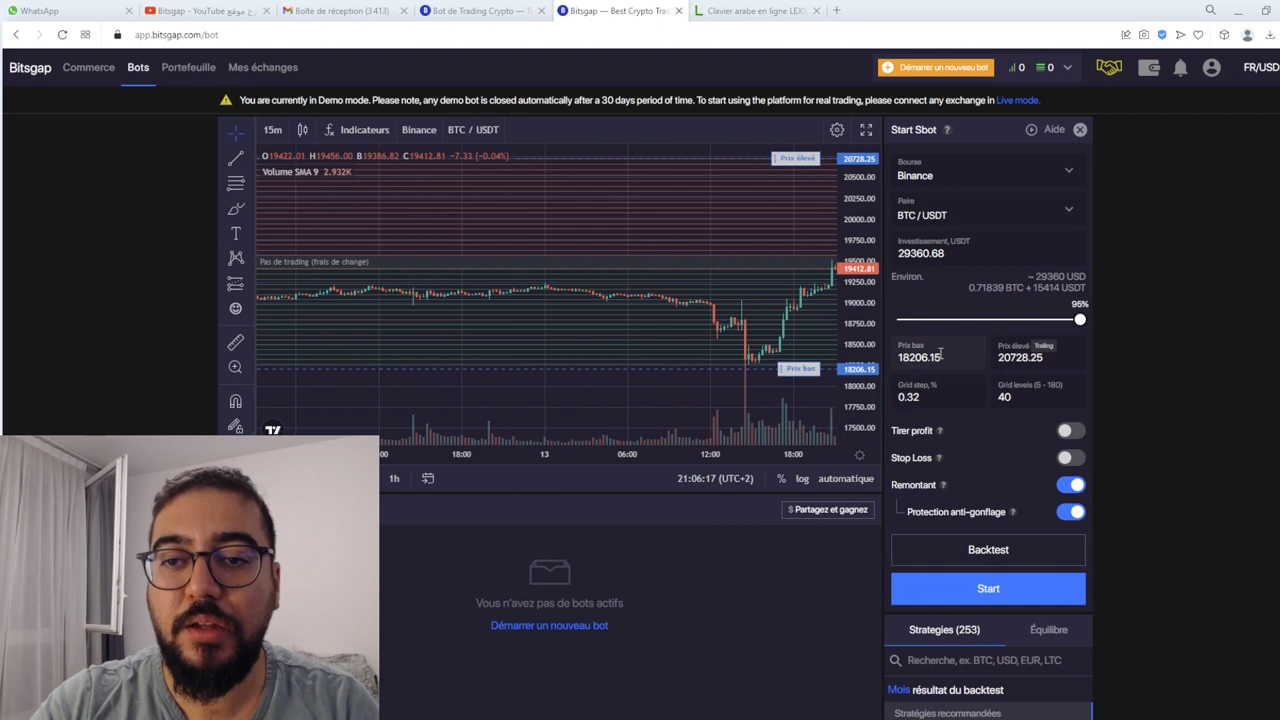 WhatsApp
Bitsgap - YouTube
Boîte de réception (3 413)
Bot de Trading Crypto — T
Bitsgap — Best Crypto Trad
Clavier arabe en ligne LEXI
app.bitsgap.com/bot
Bitsgap
Commerce
Bots
Portefeuille
Mes échanges
Démarrer un nouveau bot
0
0
FR/USD
You are currently in Demo mode. Please note, any demo bot is closed automatically after a 30 days period of time. To start using the platform for real trading, please connect any exchange in Live mode.
15m
Indicateurs
Binance
BTC / USDT
O19422.01 H19456.00 B19386.82 C19412.81 -7.33 (-0.04%)
Volume SMA 9 2.932K
Prix élevé
20728.25
20500.00
20250.00
20000.00
19750.00
19500.00
Pas de trading (frais de change)
19412.81
19250.00
19000.00
18750.00
18500.00
Prix bas
18206.15
18000.00
17750.00
17500.00
:00
18:00
13
06:00
12:00
18:00
1h
21:06:17 (UTC+2)
%
log
automatique
$ Partagez et gagnez
Vous n'avez pas de bots actifs
Démarrer un nouveau bot
Start Sbot
?
Aide
Bourse
Binance
Paire
BTC / USDT
Investissement, USDT
29360.68
Environ.
~ 29360 USD
0.71839 BTC + 15414 USDT
95%
Prix bas
18206.15
Prix élevé Trailing
20728.25
Grid step, %
0.32
Grid levels (5 - 180)
40
Tirer profit ?
Stop Loss ?
Remontant ?
Protection anti-gonflage ?
Backtest
Start
Strategies (253)
Équilibre
Recherche, ex. BTC, USD, EUR, LTC
Mois résultat du backtest
Stratégies recommandées